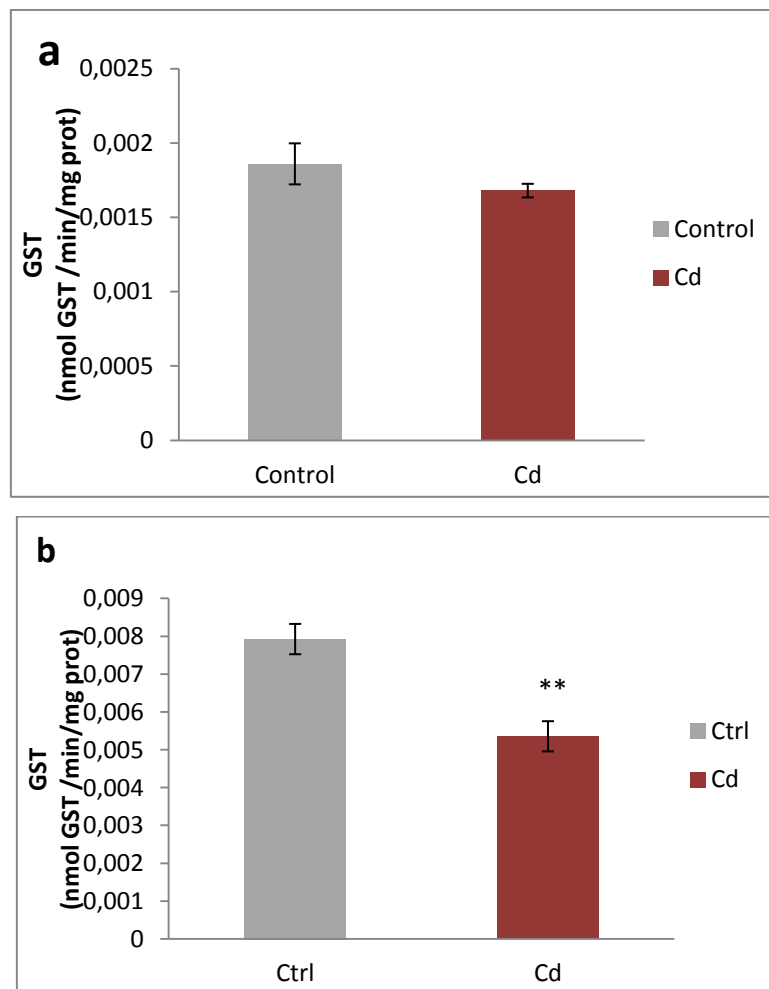 a
0,0025
0,002
0,0015
0,001
0,0005
0
GST
(nmol GST /min/mg prot)
Control
Cd
Control
Cd
b
0,009
0,008
0,007
0,006
0,005
0,004
0,003
0,002
0,001
0
GST
(nmol GST /min/mg prot)
**
Ctrl
Cd
Ctrl
Cd